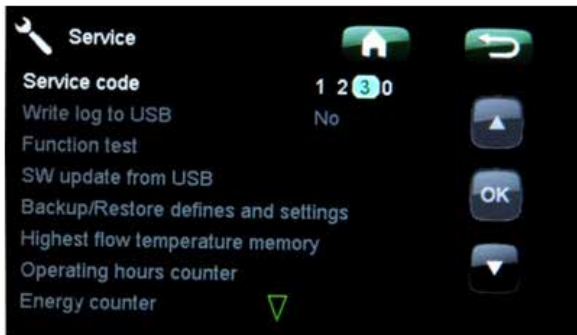 Service
Service code 1 2 3 0
Write log to USB No
Function test
SW update from USB
Backup/Restore defines and settings
Highest flow temperature memory
Operating hours counter
Energy counter
OK